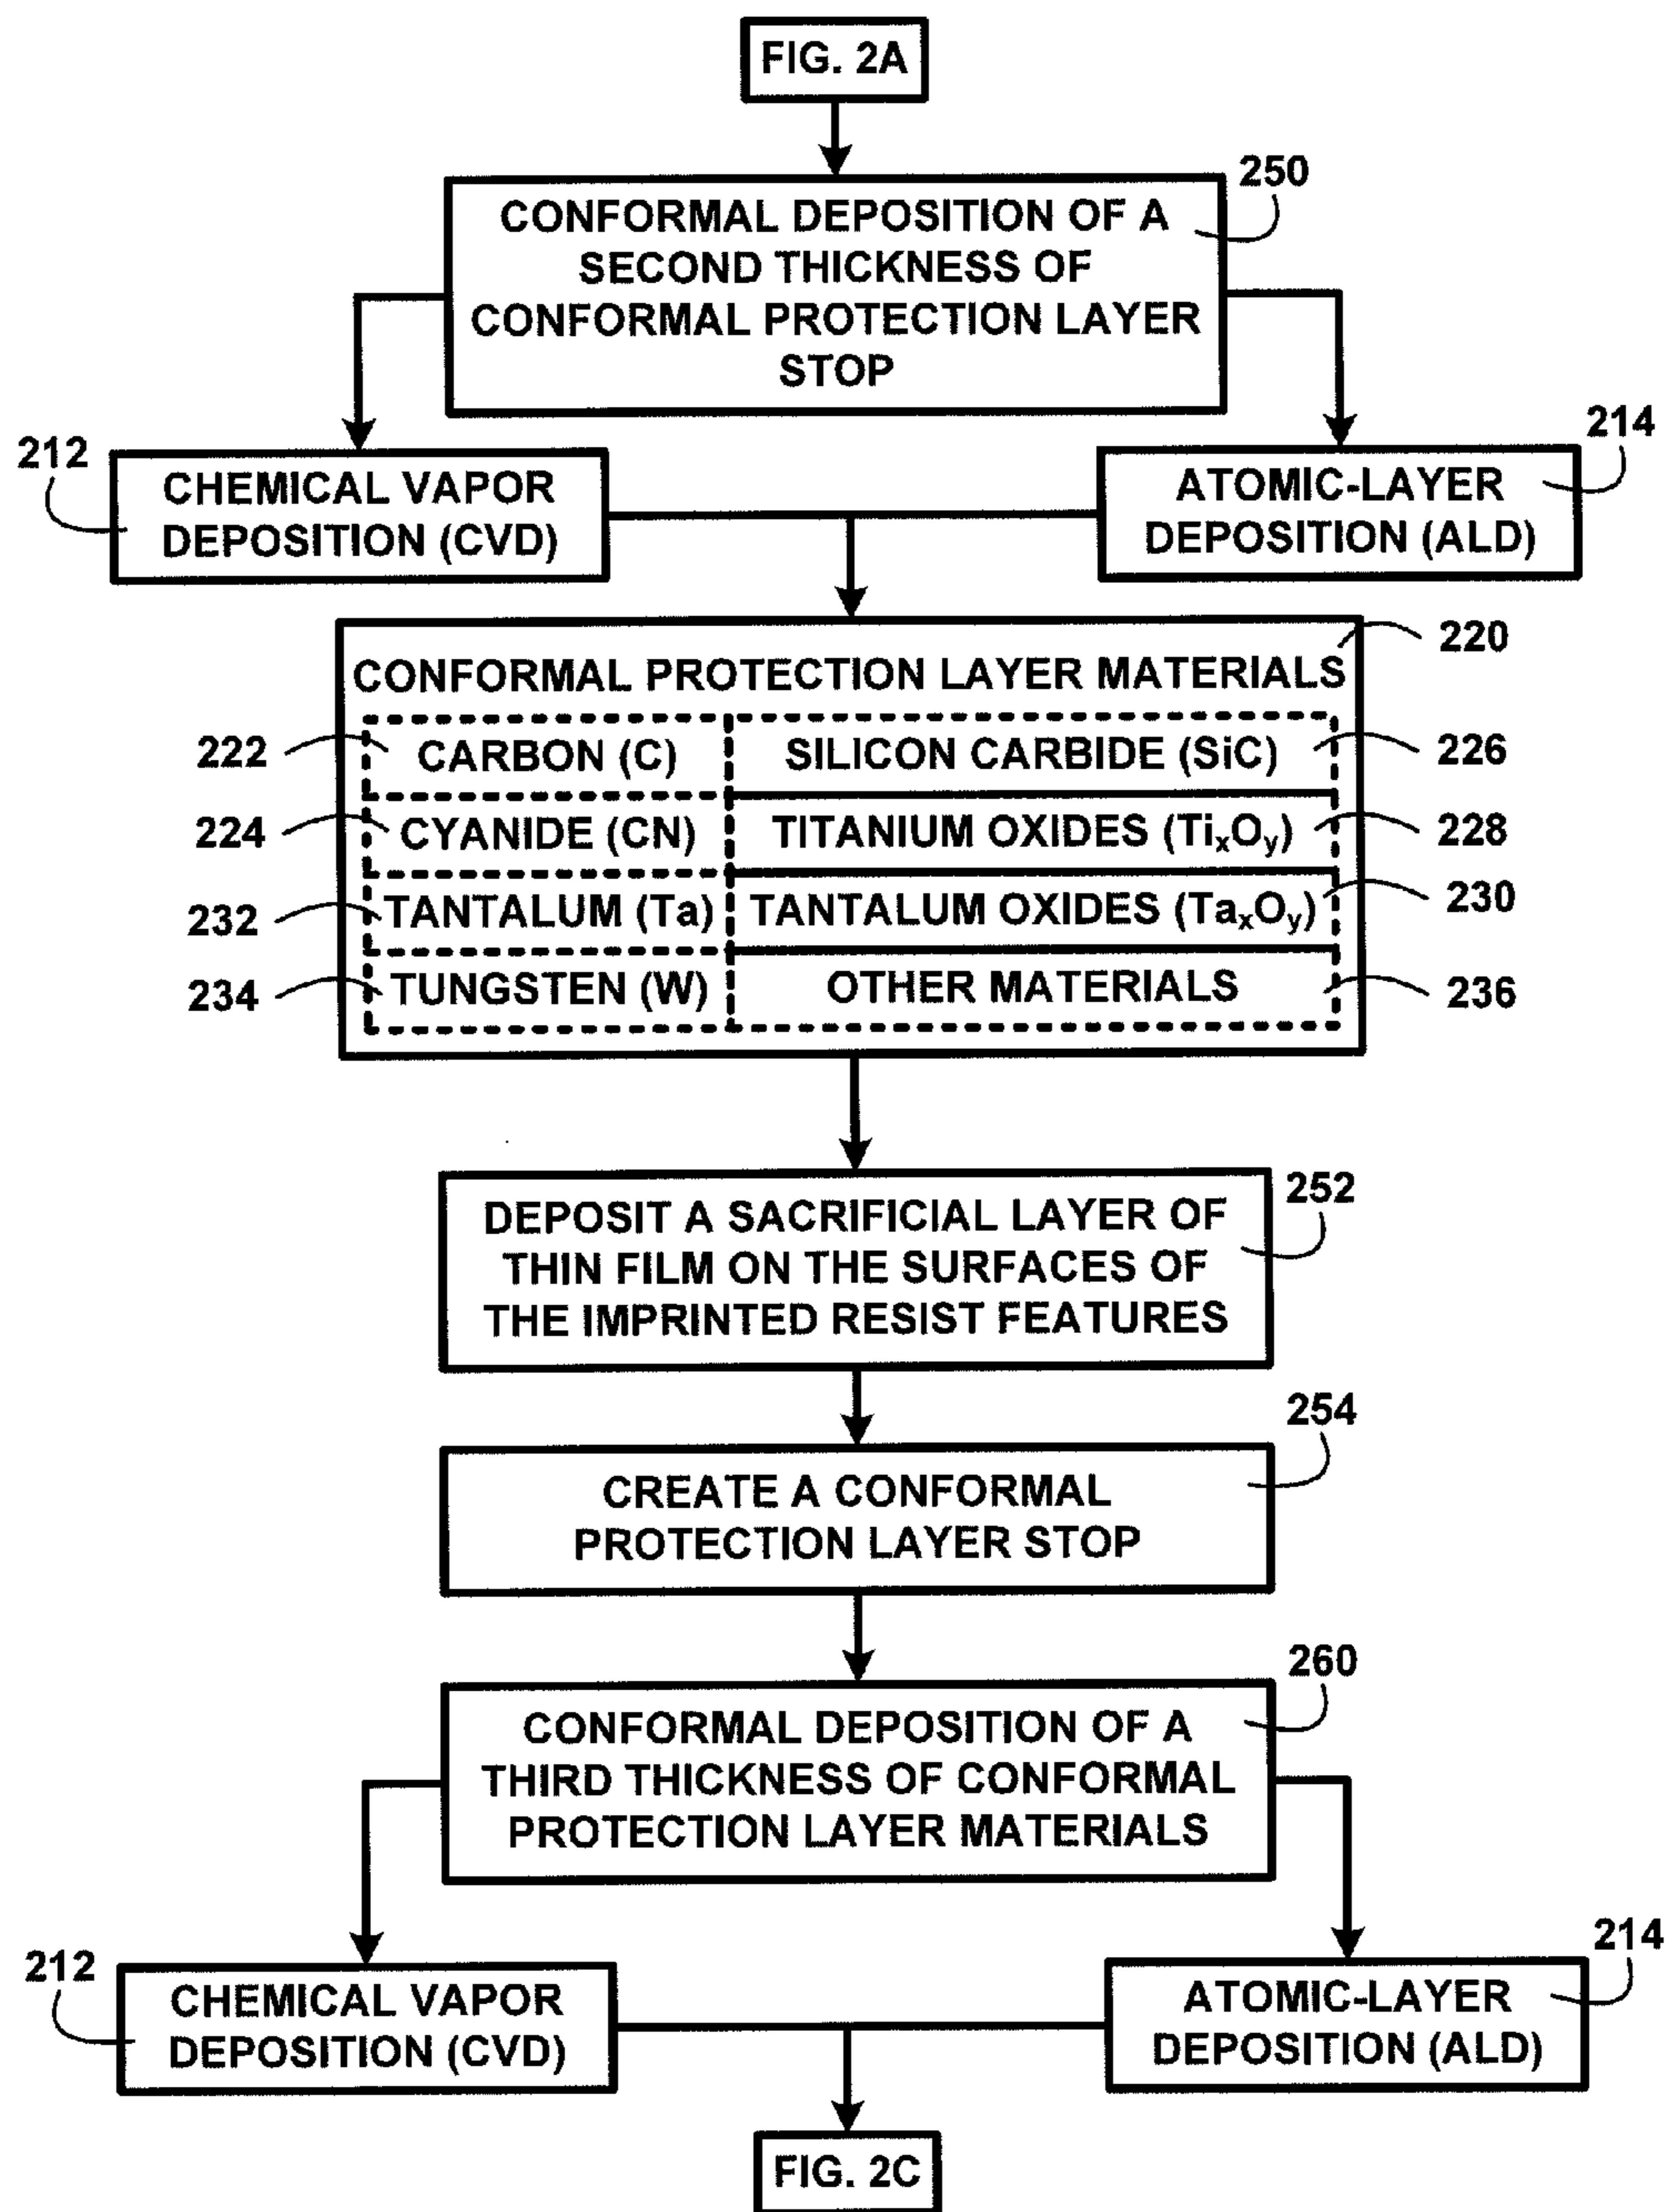 FIG. 2A
250
CONFORMAL DEPOSITION OF A
SECOND THICKNESS OF
CONFORMAL PROTECTION LAYER
STOP
212
CHEMICAL VAPOR
DEPOSITION (CVD)
214
ATOMIC-LAYER
DEPOSITION (ALD)
220
CONFORMAL PROTECTION LAYER MATERIALS
222 CARBON (C) SILICON CARBIDE (SiC) 226
224 CYANIDE (CN) TITANIUM OXIDES (TiₓOᵧ) 228
232 TANTALUM (Ta) TANTALUM OXIDES (TaₓOᵧ) 230
234 TUNGSTEN (W) OTHER MATERIALS 236
252
DEPOSIT A SACRIFICIAL LAYER OF
THIN FILM ON THE SURFACES OF
THE IMPRINTED RESIST FEATURES
254
CREATE A CONFORMAL
PROTECTION LAYER STOP
260
CONFORMAL DEPOSITION OF A
THIRD THICKNESS OF CONFORMAL
PROTECTION LAYER MATERIALS
212
CHEMICAL VAPOR
DEPOSITION (CVD)
214
ATOMIC-LAYER
DEPOSITION (ALD)
FIG. 2C